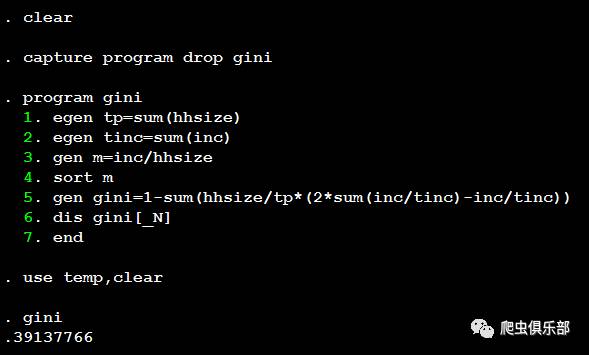 . clear
. capture program drop gini
. program gini
1. egen tp=sum(hhsize)
2. egen tinc=sum(inc)
3. gen m=inc/hhsize
4. sort m
5. gen gini=1-sum(hhsize/tp*(2*sum(inc/tinc)-inc/tinc))
6. dis gini[_N]
7. end
. use temp,clear
. gini
.39137766
爬虫俱乐部